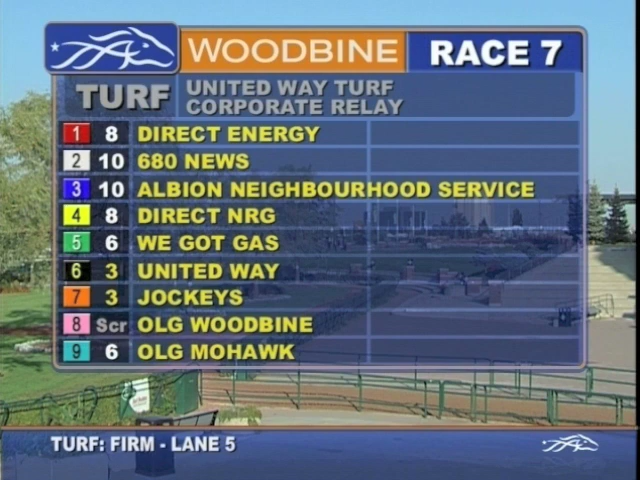 WOODBINE RACE 7
TURF UNITED WAY TURF
CORPORATE RELAY
1 8 DIRECT ENERGY
2 10 680 NEWS
3 10 ALBION NEIGHBOURHOOD SERVICE
4 8 DIRECT NRG
5 6 WE GOT GAS
6 3 UNITED WAY
7 3 JOCKEYS
8 Scr OLG WOODBINE
9 6 OLG MOHAWK
TURF: FIRM - LANE 5